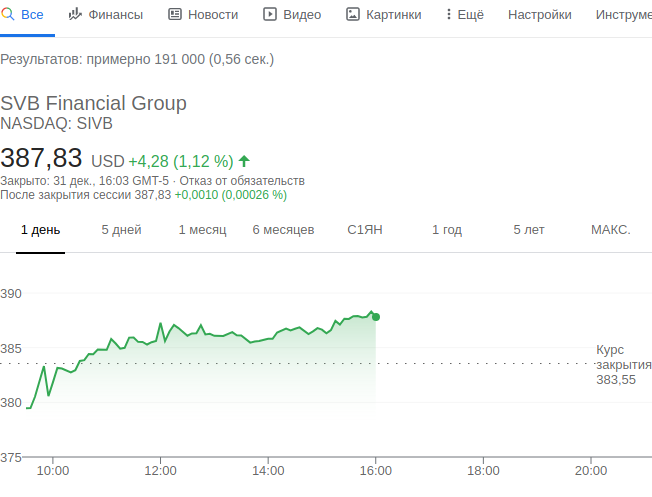 Все Финансы Новости Видео Картинки Ещё Настройки Инструме
Результатов: примерно 191 000 (0,56 сек.)
SVB Financial Group
NASDAQ: SIVB
387,83 USD +4,28 (1,12 %)
Закрыто: 31 дек., 16:03 GMT-5 · Отказ от обязательств
После закрытия сессии 387,83 +0,0010 (0,00026 %)
1 день 5 дней 1 месяц 6 месяцев С1ЯН 1 год 5 лет МАКС.
390
385
Курс
закрытия
383,55
380
375
10:00 12:00 14:00 16:00 18:00 20:00